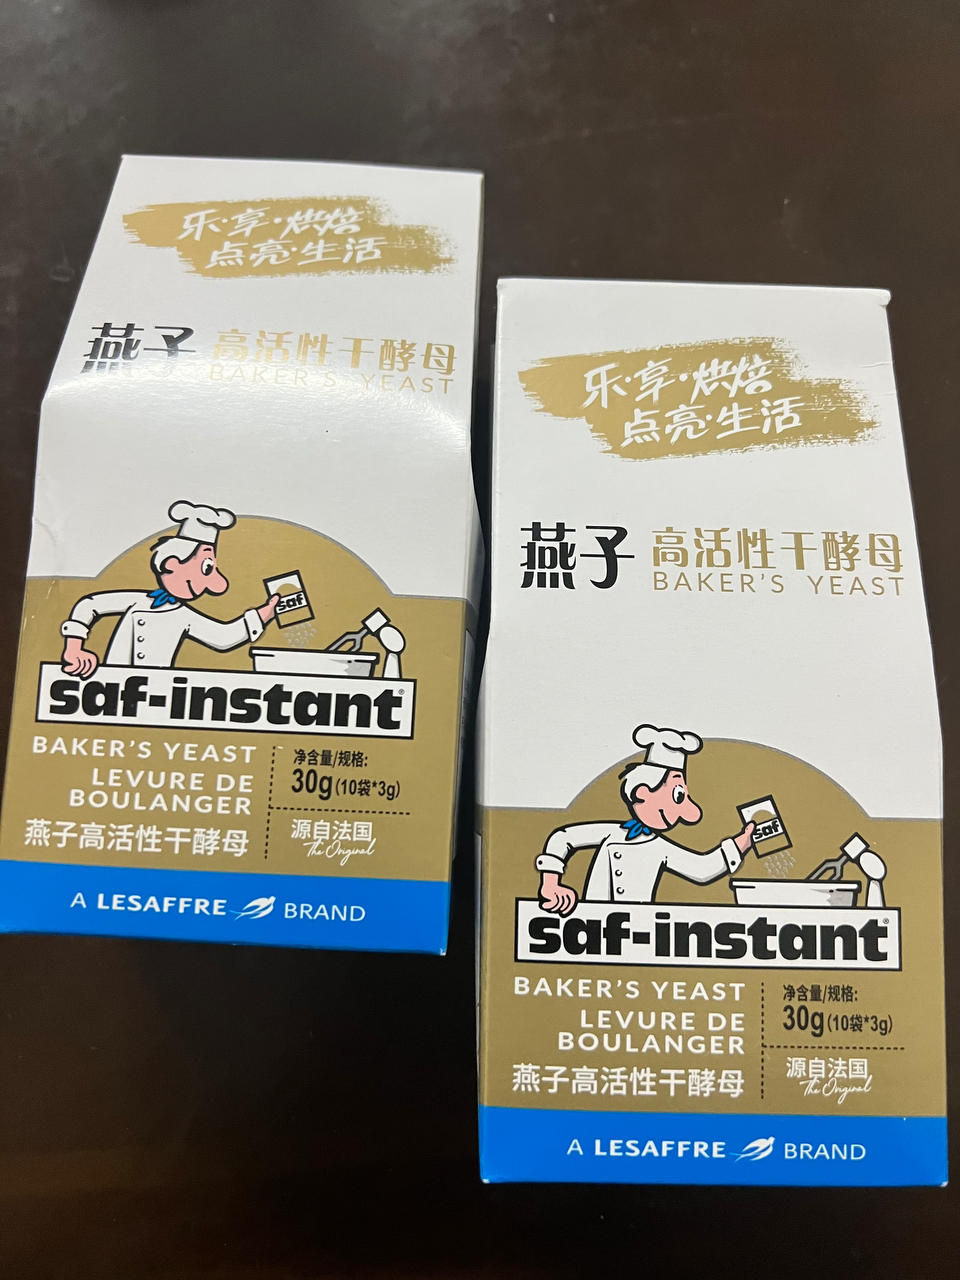 乐·享·烘焙
点亮·生活
燕子 高活性干酵母
BAKER'S YEAST
saf
saf-instant®
BAKER'S YEAST
LEVURE DE
BOULANGER
燕子高活性干酵母
净含量/规格:
30g(10袋*3g)
源自法国
The Original
A LESAFFRE BRAND
乐·享·烘焙
点亮·生活
燕子 高活性干酵母
BAKER'S YEAST
saf
saf-instant®
BAKER'S YEAST
LEVURE DE
BOULANGER
燕子高活性干酵母
净含量/规格:
30g(10袋*3g)
源自法国
The Original
A LESAFFRE BRAND